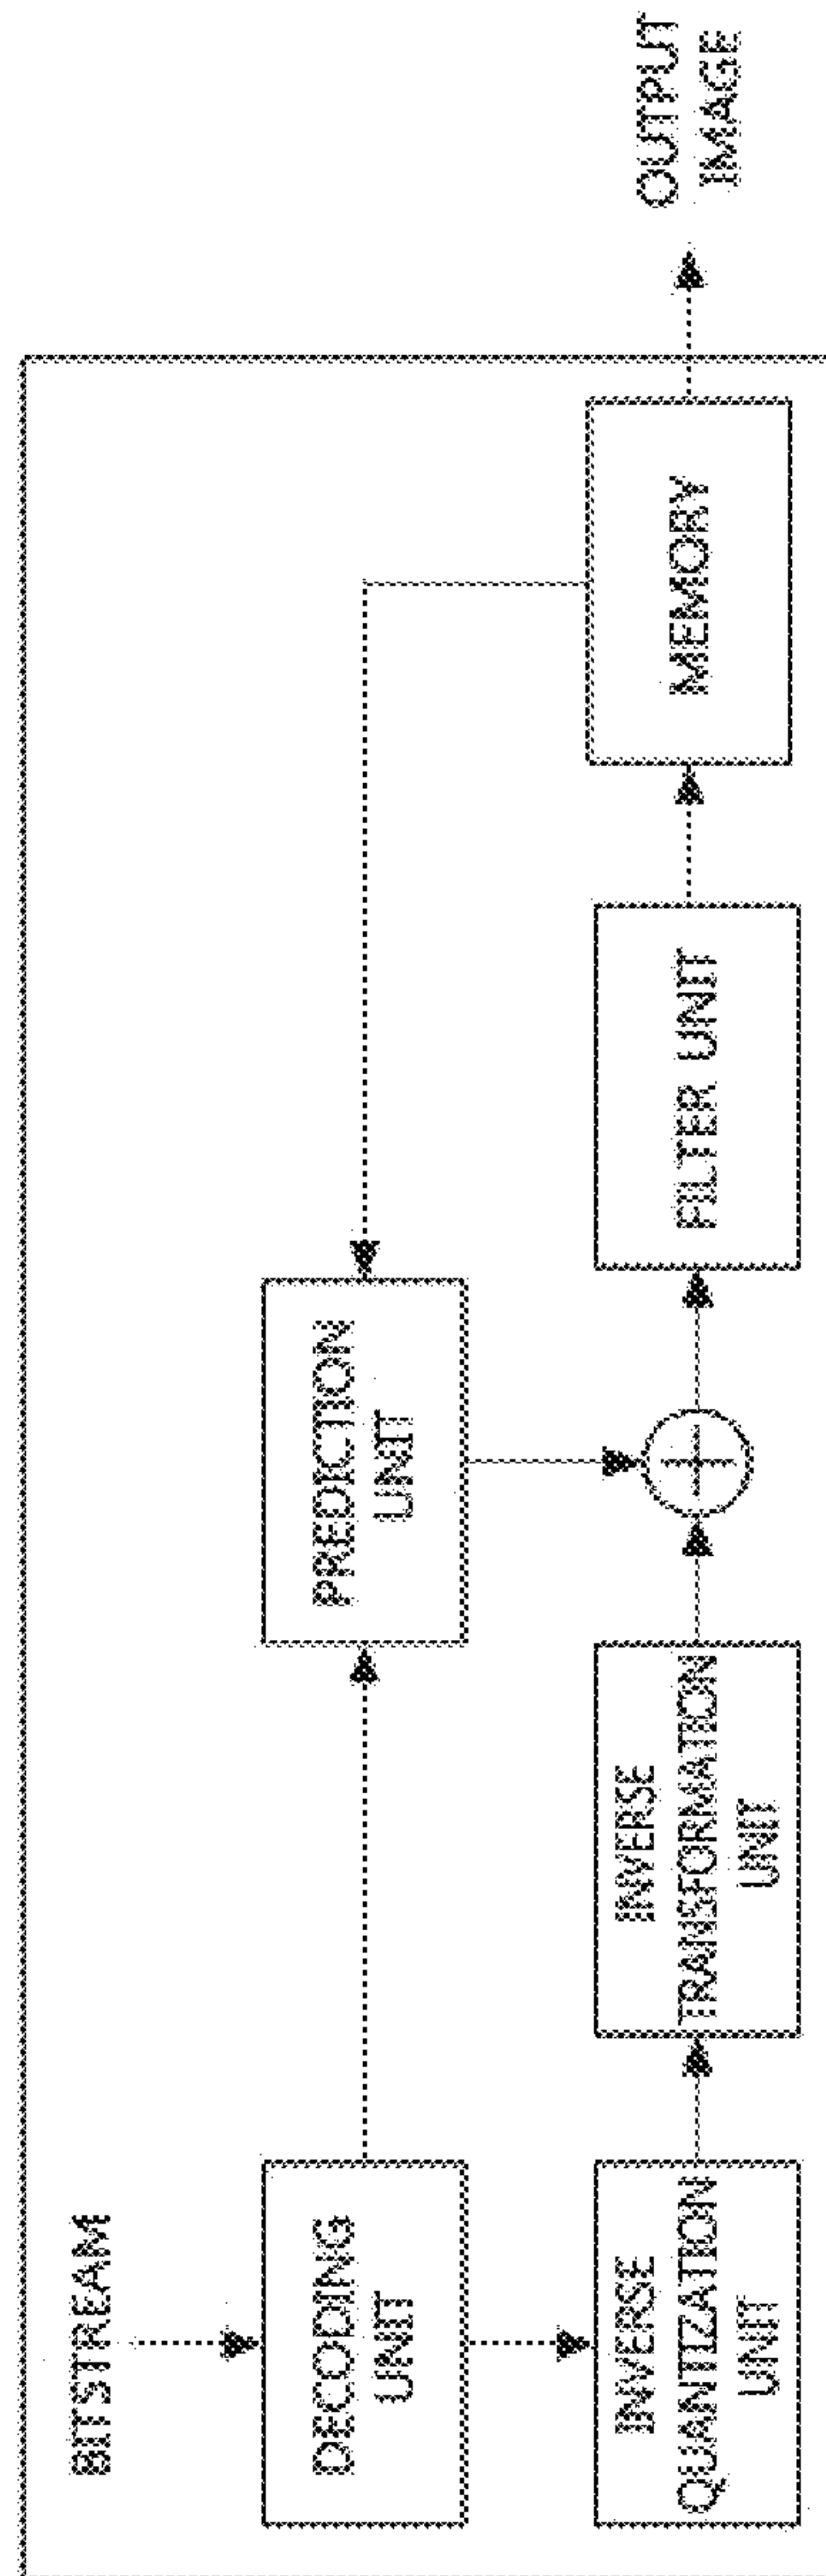 BITSTREAM
DECODING
UNIT
PREDICTION
UNIT
INVERSE
QUANTIZATION
UNIT
INVERSE
TRANSFORMATION
UNIT
FILTER UNIT
MEMORY
OUTPUT
IMAGE